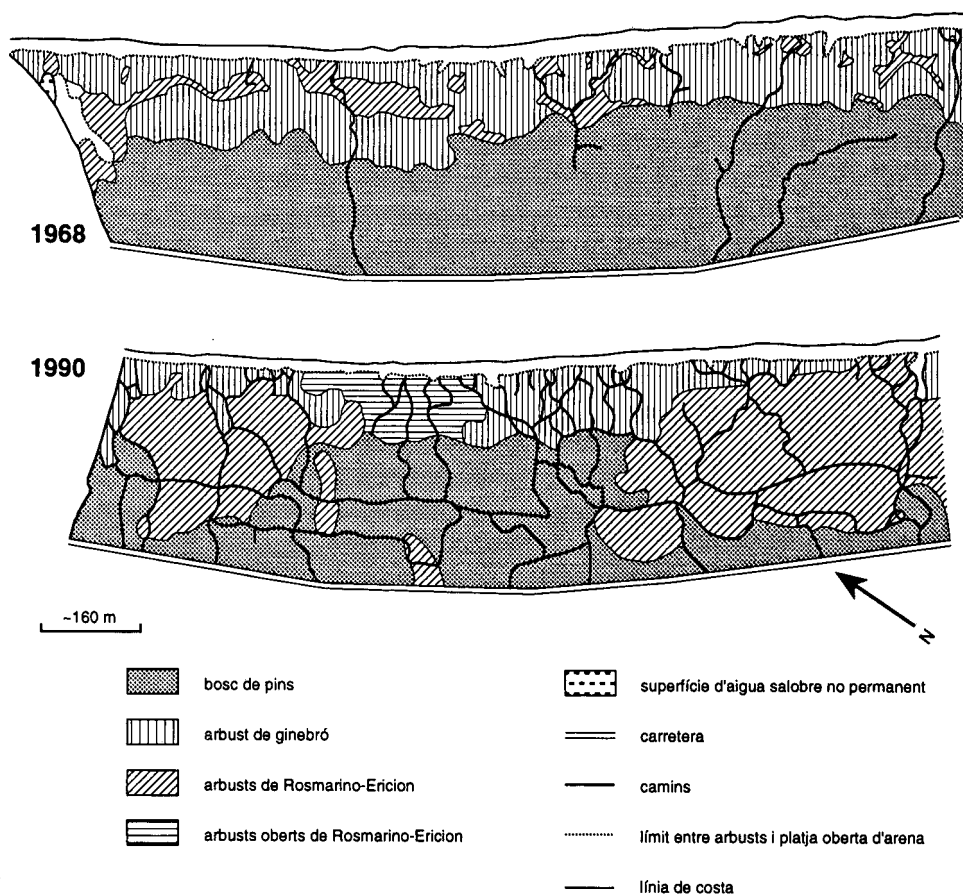 1968
1990
N
~160 m
bosc de pins
arbust de ginebró
arbusts de Rosmarino-Ericion
arbusts oberts de Rosmarino-Ericion
superfície d'aigua salobre no permanent
carretera
camins
límit entre arbusts i platja oberta d'arena
línia de costa